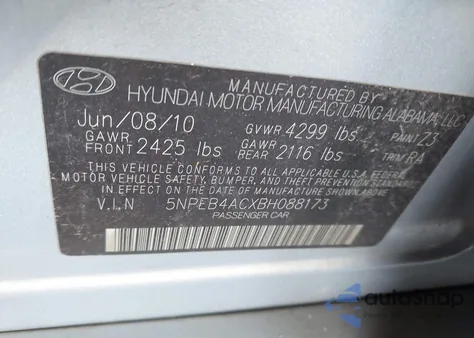 MANUFACTURED BY
HYUNDAI MOTOR MANUFACTURING ALABAMA, LLC
Jun/08/10 GVWR 4299 lbs PAINT Z3
GAWR FRONT 2425 lbs GAWR REAR 2116 lbs TRIM RA
THIS VEHICLE CONFORMS TO ALL APPLICABLE U.S. FEDERAL
MOTOR VEHICLE SAFETY, BUMPER, AND THEFT PREVENTION STANDARDS
IN EFFECT ON THE DATE OF MANUFACTURE SHOWN ABOVE.
V.I.N 5NPEB4ACXBH088173
PASSENGER CAR
autosnap